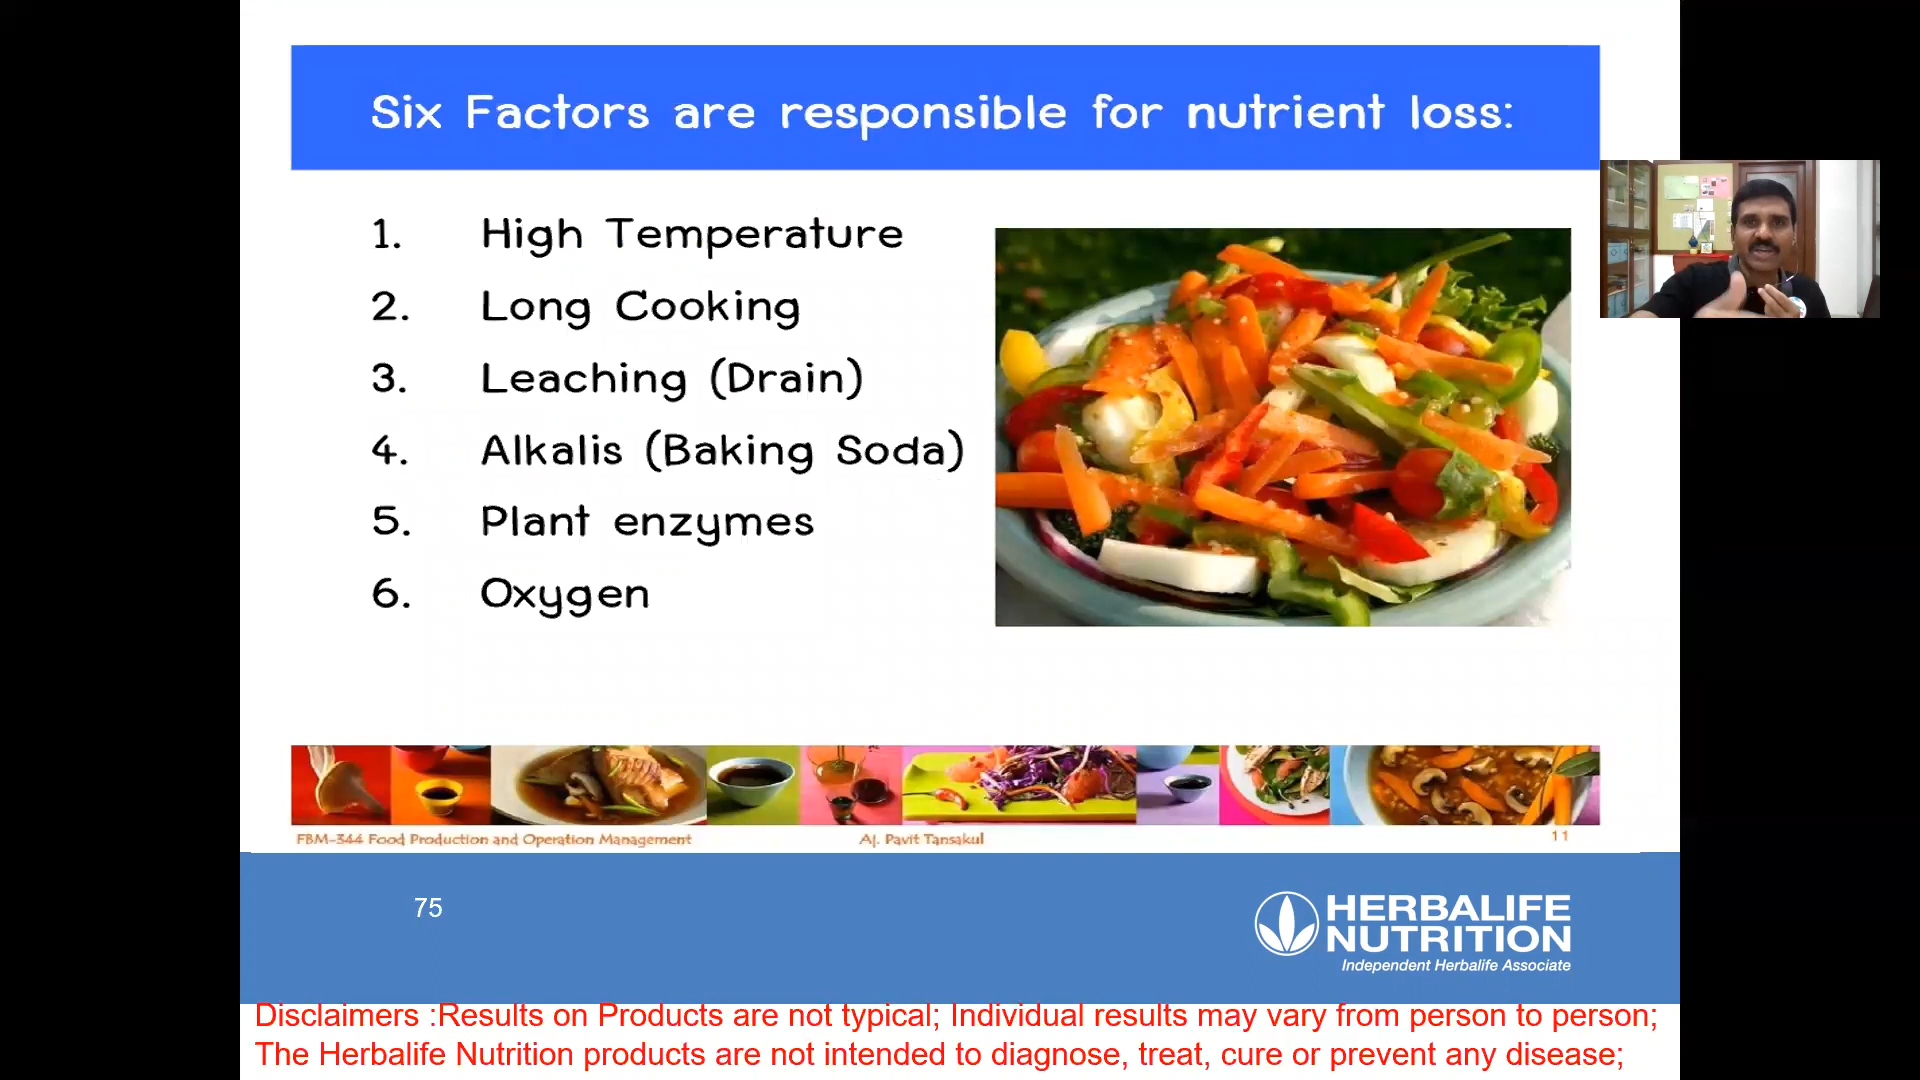 Six Factors are responsible for nutrient loss:
1. High Temperature
2. Long Cooking
3. Leaching (Drain)
4. Alkalis (Baking Soda)
5. Plant enzymes
6. Oxygen
FBM-344 Food Production and Operation Management
Aj. Pavit Tansakul
11
75
HERBALIFE
NUTRITION
Independent Herbalife Associate
Disclaimers :Results on Products are not typical; Individual results may vary from person to person;
The Herbalife Nutrition products are not intended to diagnose, treat, cure or prevent any disease;